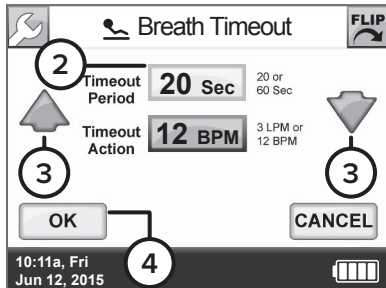 Breath Timeout
FLIP
2
Timeout Period
20 Sec
20 or 60 Sec
Timeout Action
12 BPM
3 LPM or 12 BPM
3
3
OK
4
CANCEL
10:11a, Fri
Jun 12, 2015